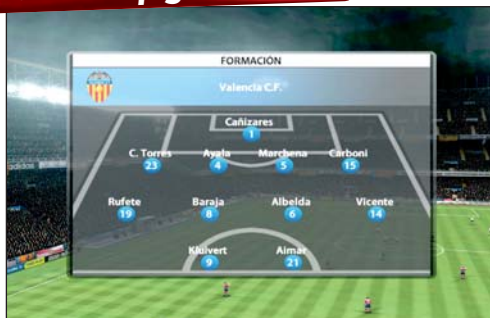 FORMACIÓN
Valencia C.F.
Cañizares
1
C. Torres Ayala Marchena Carboni
23 4 5 15
Rufete Baraja Albelda Vicente
19 8 6 14
Kluivert Aimar
9 21